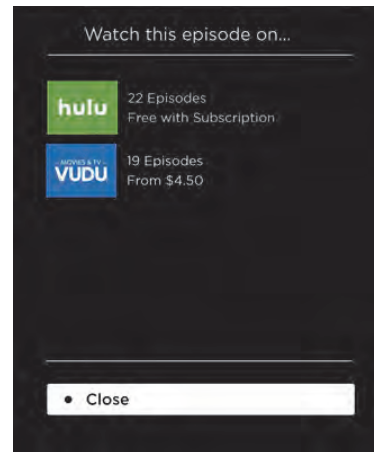 Watch this episode on...
hulu
22 Episodes
Free with Subscription
MOVIES & TV
VUDU
19 Episodes
From $4.50
Close